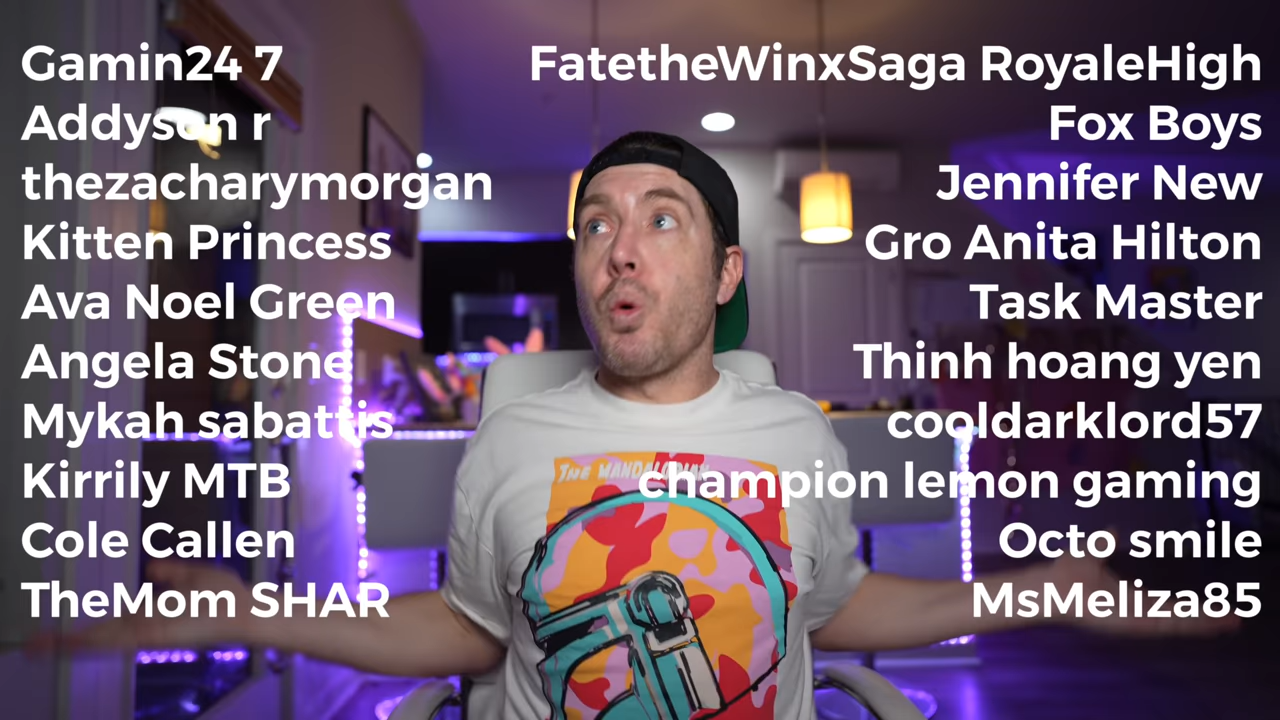 Gamin24 7
Addyson r
thezacharymorgan
Kitten Princess
Ava Noel Green
Angela Stone
Mykah sabattis
Kirrily MTB
Cole Callen
TheMom SHAR
FatetheWinxSaga RoyaleHigh
Fox Boys
Jennifer New
Gro Anita Hilton
Task Master
Thinh hoang yen
cooldarklord57
champion lemon gaming
Octo smile
MsMeliza85
THE MANDALORIAN